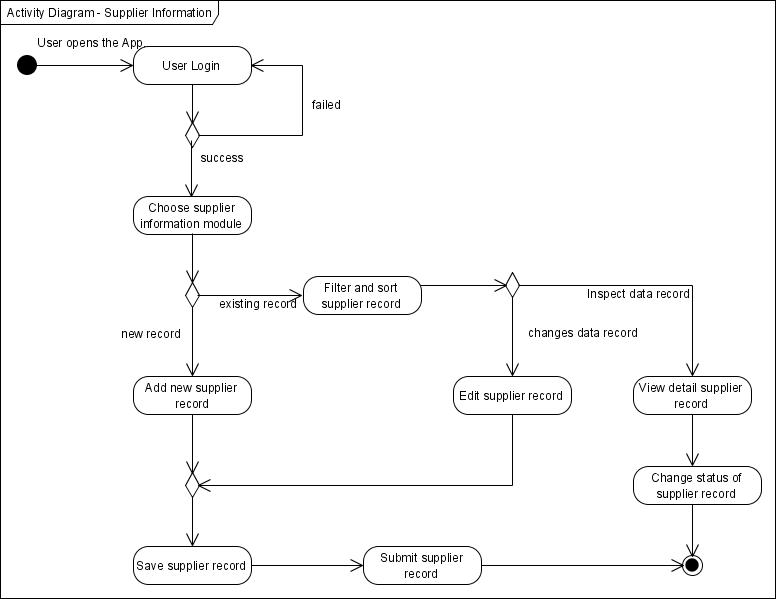 Activity Diagram - Supplier Information
User opens the App
User Login
failed
success
Choose supplier
information module
existing record
Filter and sort
supplier record
Inspect data record
changes data record
new record
Add new supplier
record
Edit supplier record
View detail supplier
record
Change status of
supplier record
Save supplier record
Submit supplier
record